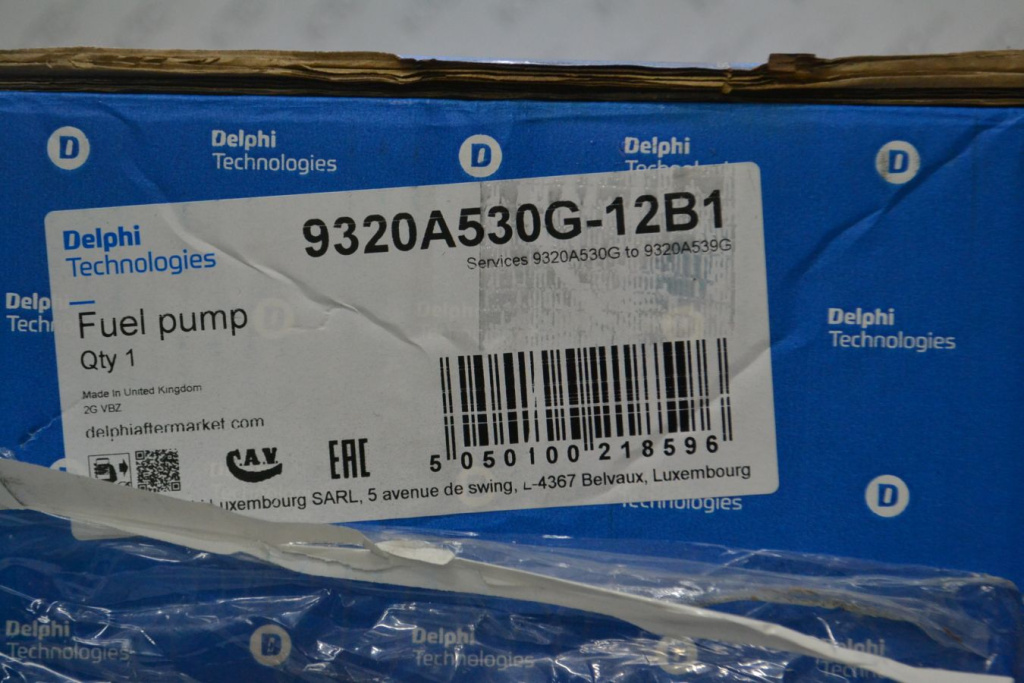 Delphi
Technologies
Delphi
D
D
D
Delphi
Technologies
9320A530G-12B1
Services 9320A530G to 9320A539G
Fuel pump
Qty 1
Made in United Kingdom
2G VBZ
delphiaftermarket.com
C.A.V.
EAC
5 050100 218596
Luxembourg SARL, 5 avenue de swing, L-4367 Belvaux, Luxembourg
Delphi
Technologies
D
Technologies
Delphi
Technologies
D
Delphi
Technologies